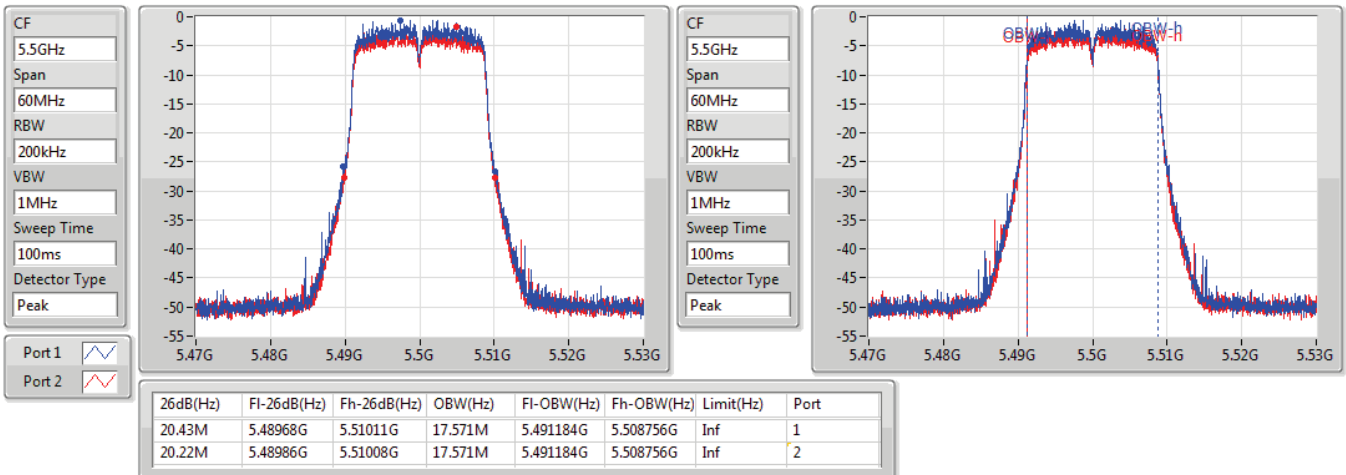 CF
5.5GHz
Span
60MHz
RBW
200kHz
VBW
1MHz
Sweep Time
100ms
Detector Type
Peak
Port 1
Port 2
0-
-5-
-10-
-15-
-20-
-25-
-30-
-35-
-40-
-45-
-50-
-55-
5.47G 5.48G 5.49G 5.5G 5.51G 5.52G 5.53G
CF
5.5GHz
Span
60MHz
RBW
200kHz
VBW
1MHz
Sweep Time
100ms
Detector Type
Peak
0-
-5-
-10-
-15-
-20-
-25-
-30-
-35-
-40-
-45-
-50-
-55-
OBW-h
OBW-h
5.47G 5.48G 5.49G 5.5G 5.51G 5.52G 5.53G
26dB(Hz) Fl-26dB(Hz) Fh-26dB(Hz) OBW(Hz) Fl-OBW(Hz) Fh-OBW(Hz) Limit(Hz) Port
20.43M 5.48968G 5.51011G 17.571M 5.491184G 5.508756G Inf 1
20.22M 5.48986G 5.51008G 17.571M 5.491184G 5.508756G Inf 2